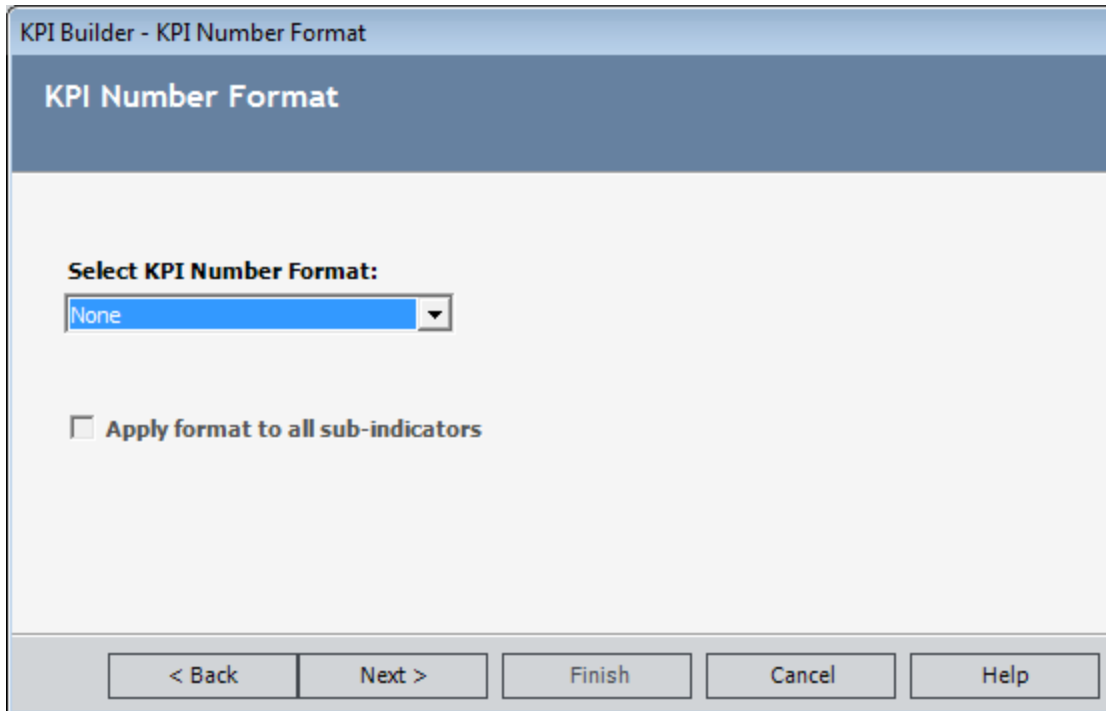 KPI Builder - KPI Number Format
KPI Number Format
Select KPI Number Format:
None
Apply format to all sub-indicators
< Back Next > Finish Cancel Help